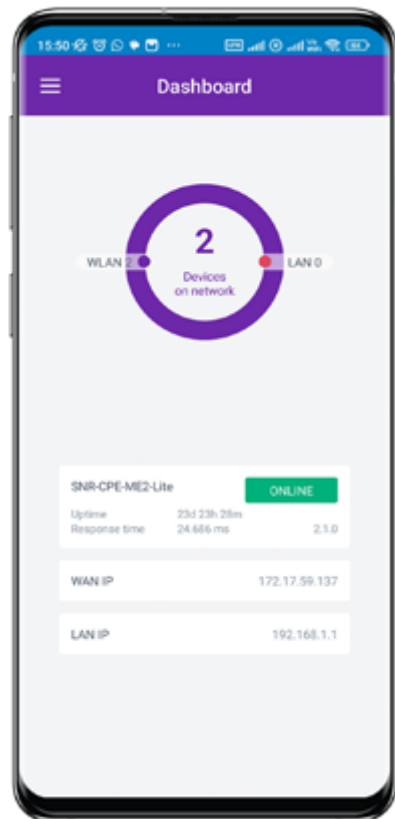 15:50
Dashboard
2
Devices
on network
WLAN 2
LAN 0
SNR-CPE-ME2-Lite
ONLINE
Uptime 23d 23h 28m
Response time 24.686 ms 2.1.0
WAN IP 172.17.59.137
LAN IP 192.168.1.1